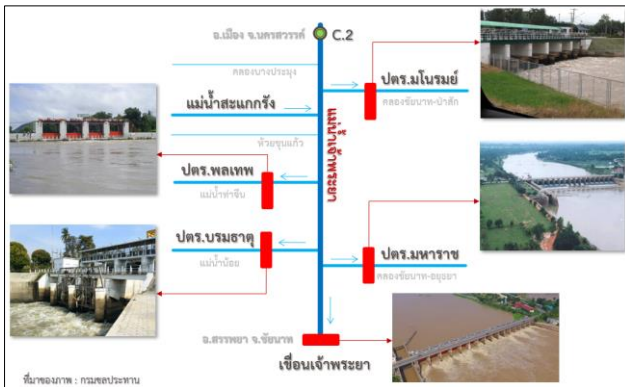 อ.เมือง จ.นครสวรรค์
C.2
คลองบางประมุง
ปตร.มโนรมย์
คลองชัยนาท-ป่าสัก
แม่น้ำสะแกกรัง
แม่น้ำเจ้าพระยา
ห้วยขุนแก้ว
ปตร.พลเทพ
แม่น้ำท่าจีน
ปตร.บรมธาตุ
แม่น้ำน้อย
ปตร.มหาราช
คลองชัยนาท-อยุธยา
อ.สรรพยา จ.ชัยนาท
เขื่อนเจ้าพระยา
ที่มาของภาพ : กรมชลประทาน